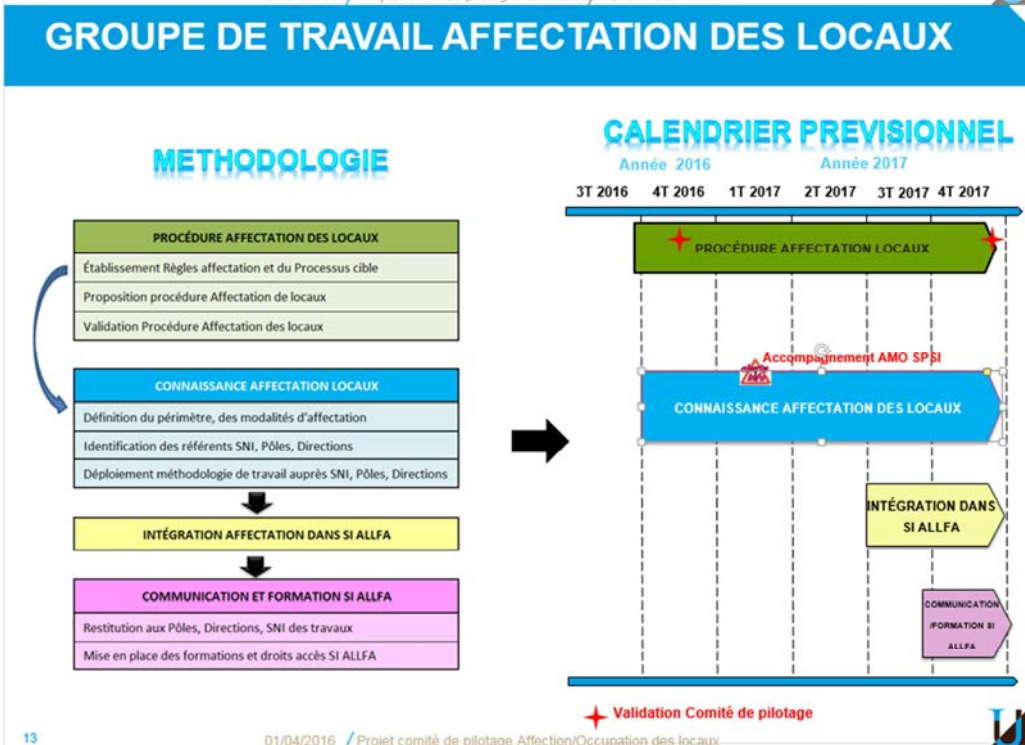 GROUPE DE TRAVAIL AFFECTATION DES LOCAUX
METHODOLOGIE
PROCÉDURE AFFECTATION DES LOCAUX
Établissement Règles affectation et du Processus cible
Proposition procédure Affectation de locaux
Validation Procédure Affectation des locaux
CONNAISSANCE AFFECTATION LOCAUX
Définition du périmètre, des modalités d'affectation
Identification des référents SNI, Pôles, Directions
Déploiement méthodologie de travail auprès SNI, Pôles, Directions
INTÉGRATION AFFECTATION DANS SI ALLFA
COMMUNICATION ET FORMATION SI ALLFA
Restitution aux Pôles, Directions, SNI des travaux
Mise en place des formations et droits accès SI ALLFA
CALENDRIER PREVISIONNEL
Année 2016 Année 2017
3T 2016 4T 2016 1T 2017 2T 2017 3T 2017 4T 2017
PROCÉDURE AFFECTATION LOCAUX
Accompagnement AMO SPSI
CONNAISSANCE AFFECTATION DES LOCAUX
INTÉGRATION DANS
SI ALLFA
COMMUNICATION
/FORMATION SI
ALLFA
Validation Comité de pilotage
13 01/04/2016 / Projet comité de pilotage Affection/Occupation des locaux